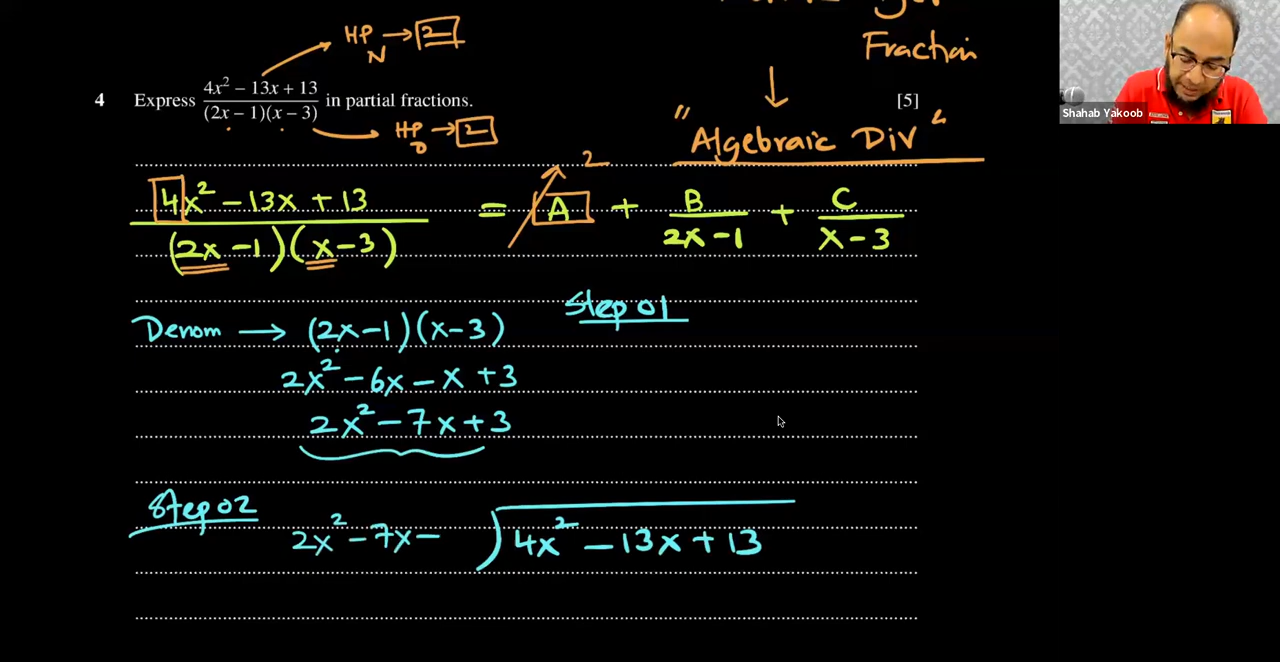 HP N → 2
Fraction
4 Express (4x² − 13x + 13)/((2x − 1)(x − 3)) in partial fractions. [5]
HP D → 2
"Algebraic Div"
Shahab Yakoob
2
(4x² − 13x + 13)/((2x − 1)(x − 3)) = A + B/(2x − 1) + C/(x − 3)
Step 01
Denom → (2x − 1)(x − 3)
2x² − 6x − x + 3
2x² − 7x + 3
Step 02
2x² − 7x − ) 4x² − 13x + 13